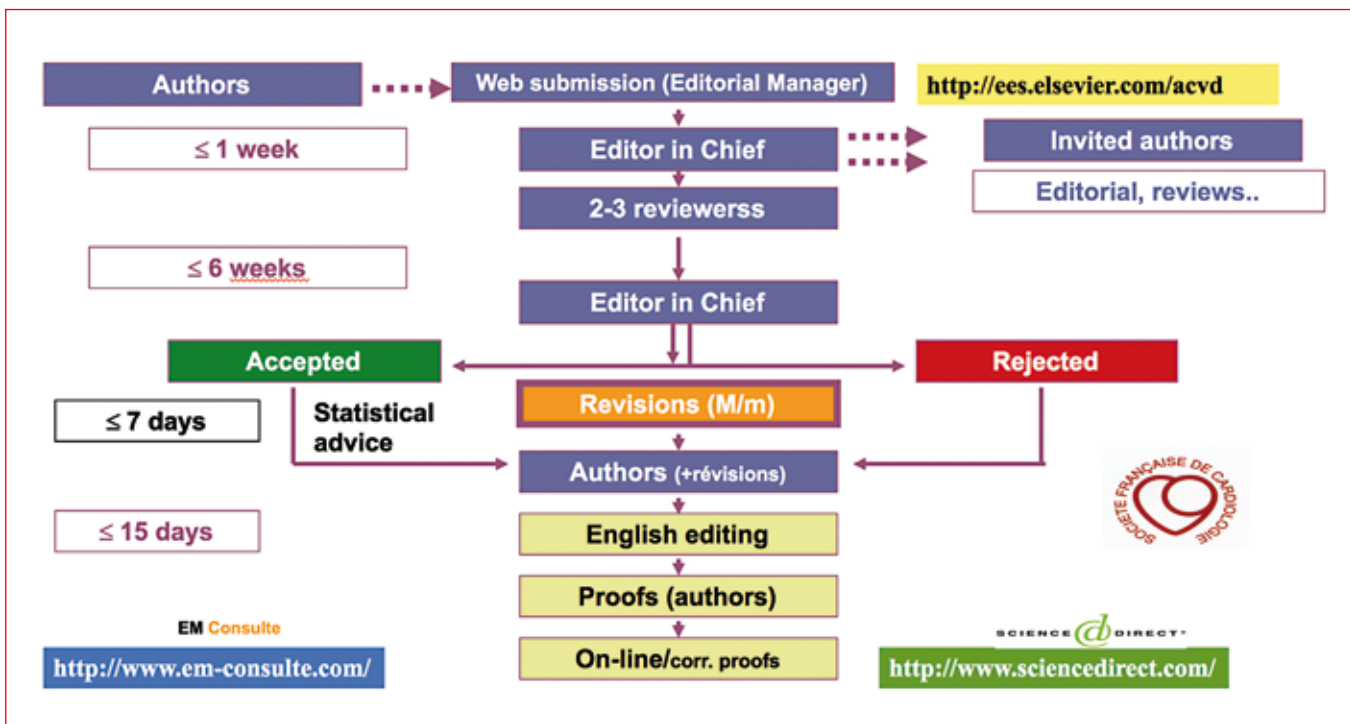 Authors
Web submission (Editorial Manager)
http://ees.elsevier.com/acvd
≤ 1 week
Editor in Chief
Invited authors
Editorial, reviews..
2-3 reviewerss
≤ 6 weeks
Editor in Chief
Accepted
Rejected
Revisions (M/m)
≤ 7 days
Statistical
advice
Authors (+révisions)
SOCIÉTÉ FRANÇAISE DE CARDIOLOGIE
≤ 15 days
English editing
Proofs (authors)
EM Consulte
SCIENCE @ DIRECT®
http://www.em-consulte.com/
On-line/corr. proofs
http://www.sciencedirect.com/